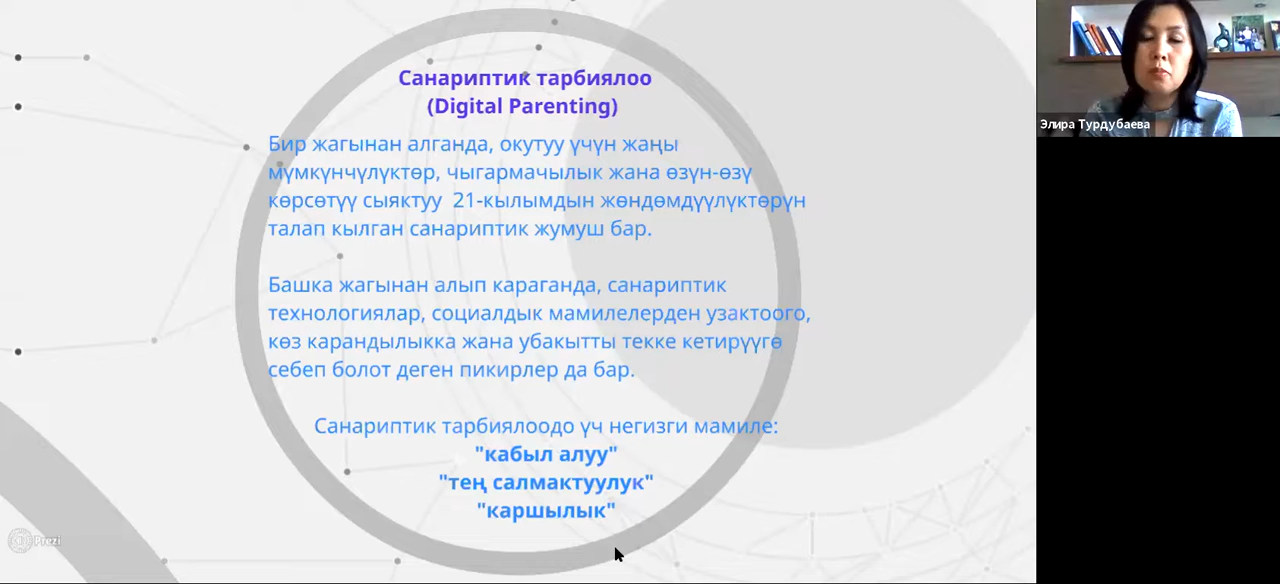 Санариптик тарбиялоо
(Digital Parenting)
Бир жагынан алганда, окутуу үчүн жаңы
мүмкүнчүлүктөр, чыгармачылык жана өзүн-өзү
көрсөтүү сыяктуу 21-кылымдын жөндөмдүүлүктөрүн
талап кылган санариптик жумуш бар.
Башка жагынан алып караганда, санариптик
технологиялар, социалдык мамилелерден узактоого,
көз карандылыкка жана убакытты текке кетирүүгө
себеп болот деген пикирлер да бар.
Санариптик тарбиялоодо үч негизги мамиле:
"кабыл алуу"
"тең салмактуулук"
"каршылык"
Элира Турдубаева
Prezi